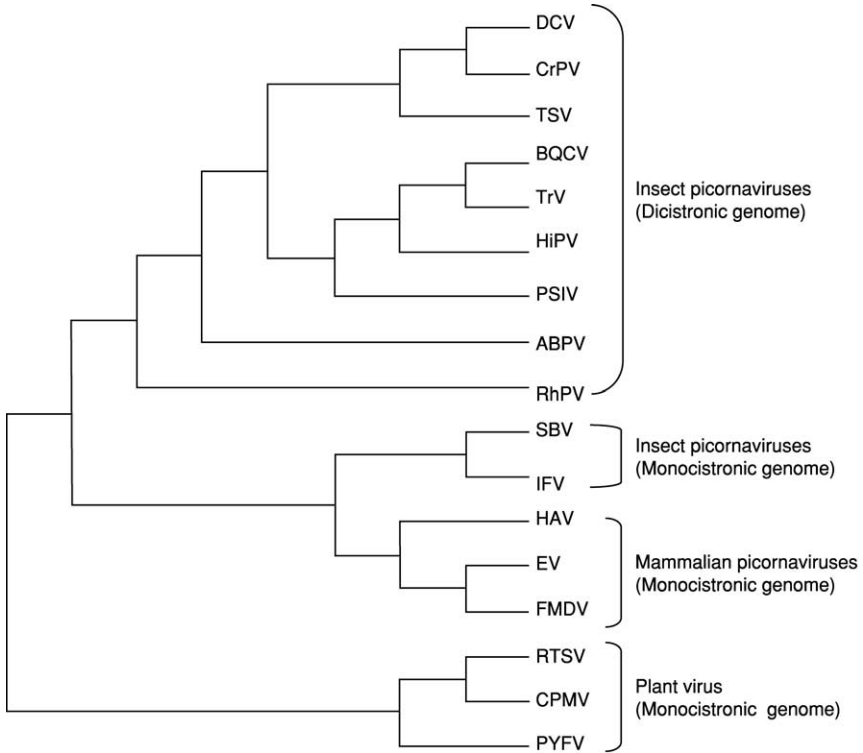 DCV
CrPV
TSV
BQCV
TrV
HiPV
PSIV
ABPV
RhPV
Insect picornaviruses
(Dicistronic genome)
SBV
IFV
Insect picornaviruses
(Monocistronic genome)
HAV
EV
FMDV
Mammalian picornaviruses
(Monocistronic genome)
RTSV
CPMV
PYFV
Plant virus
(Monocistronic genome)